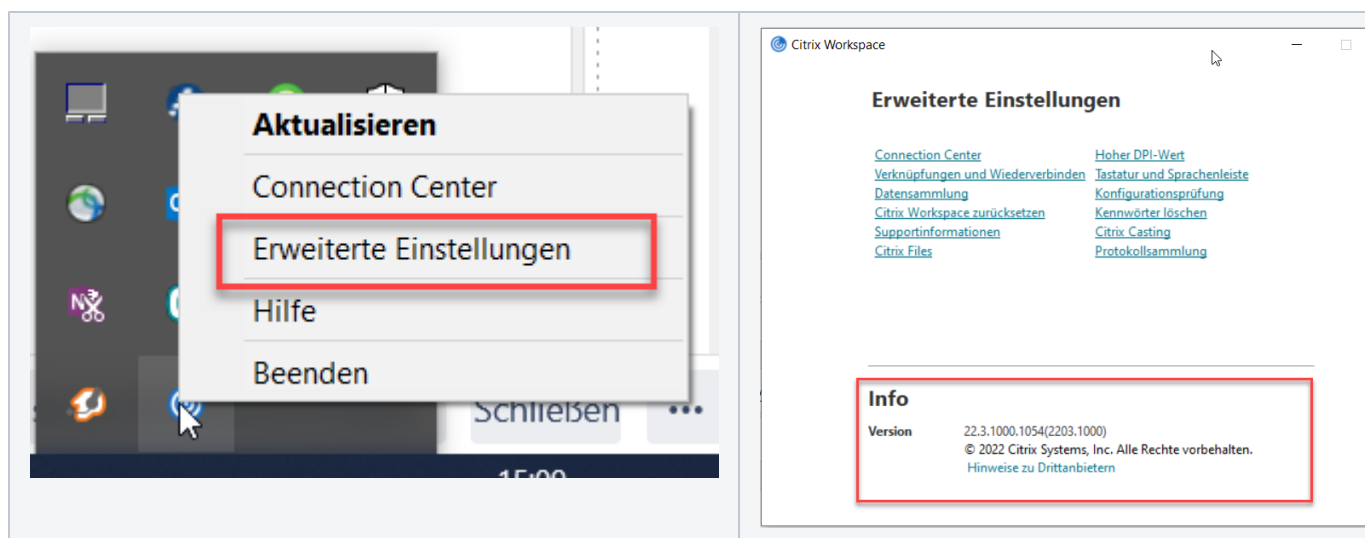 Aktualisieren
Connection Center
Erweiterte Einstellungen
Hilfe
Beenden
Schließen
15:09
Citrix Workspace
Erweiterte Einstellungen
Connection Center
Verknüpfungen und Wiederverbinden
Datensammlung
Citrix Workspace zurücksetzen
Supportinformationen
Citrix Files
Hoher DPI-Wert
Tastatur und Sprachenleiste
Konfigurationsprüfung
Kennwörter löschen
Citrix Casting
Protokollsammlung
Info
Version 22.3.1000.1054(2203.1000)
© 2022 Citrix Systems, Inc. Alle Rechte vorbehalten.
Hinweise zu Drittanbietern